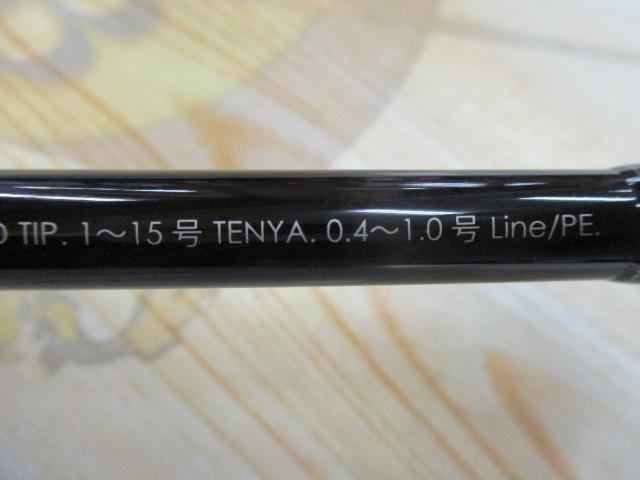 TIP. 1～15号 TENYA. 0.4～1.0号 Line/PE.